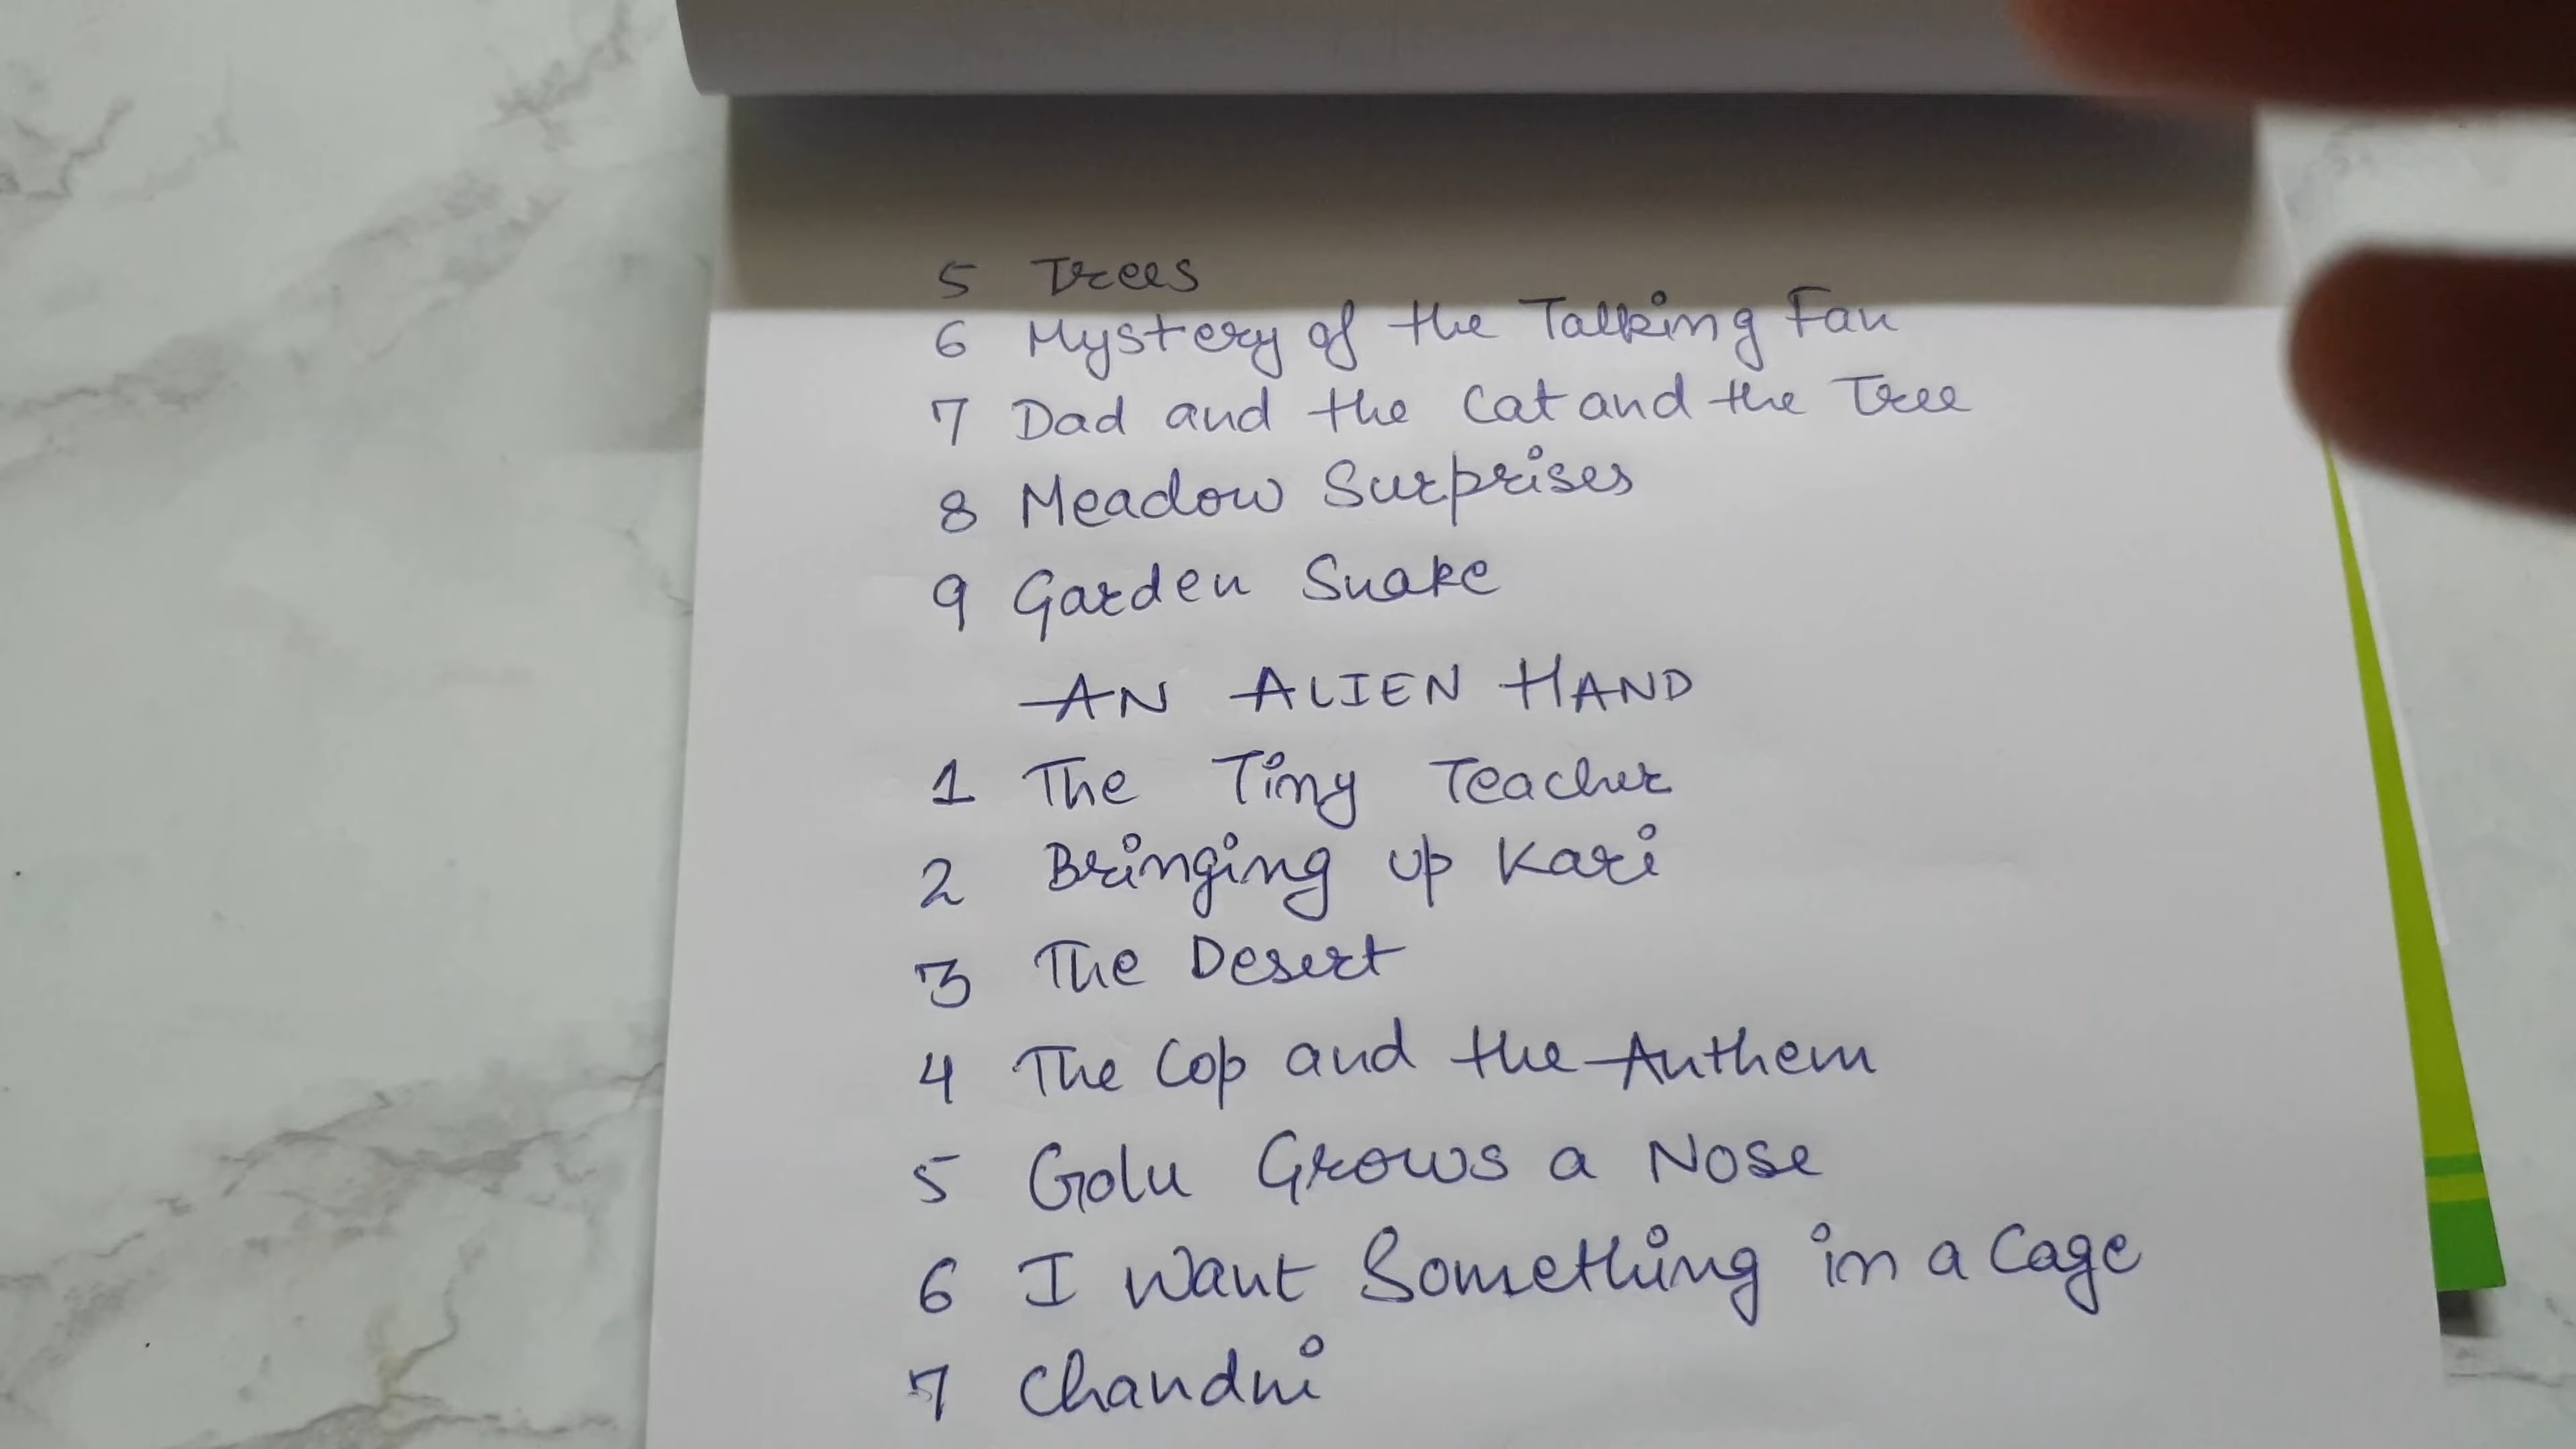 5 Trees
6 Mystery of the Talking Fan
7 Dad and the Cat and the Tree
8 Meadow Surprises
9 Garden Snake
AN ALIEN HAND
1 The Tiny Teacher
2 Bringing up Kari
3 The Desert
4 The Cop and the Anthem
5 Golu Grows a Nose
6 I Want Something in a Cage
7 Chandni